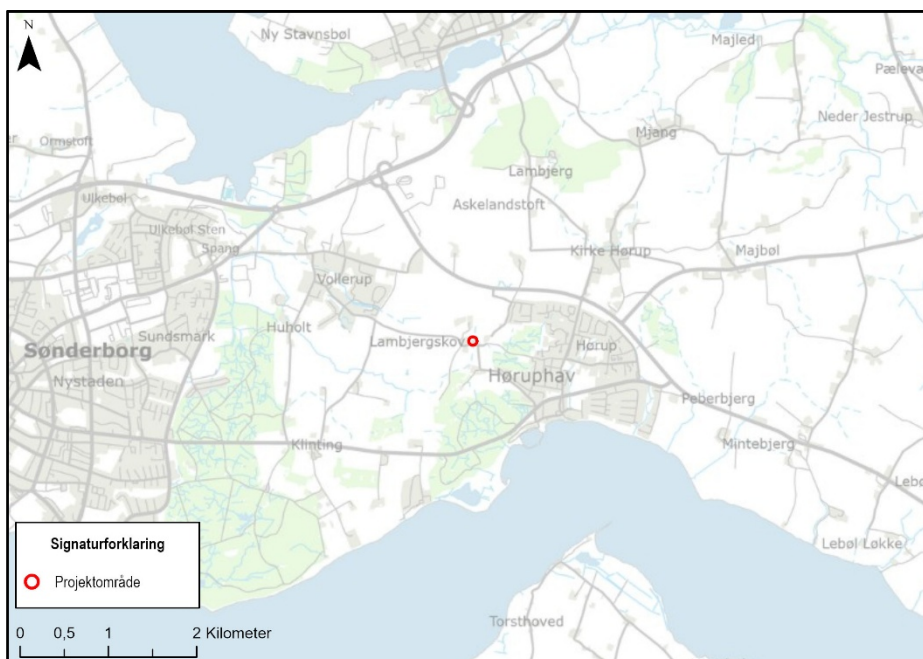 N
Ny Stavnsbøl
Majled
Pælevæ
Neder Jestrup
Mjang
Ormstoft
Lambjerg
Ulkebøl
Askelandstoft
Ulkebøl Sten
Spang
Kirke Hørup
Majbøl
Vollerup
Huholt
Sundsmark
Lambjergskov
Hørup
Sønderborg
Nystaden
Høruphav
Peberbjerg
Klinting
Mintebjerg
Lebø
Lebøl Løkke
Torsthoved
Signaturforklaring
Projektområde
0 0,5 1 2 Kilometer